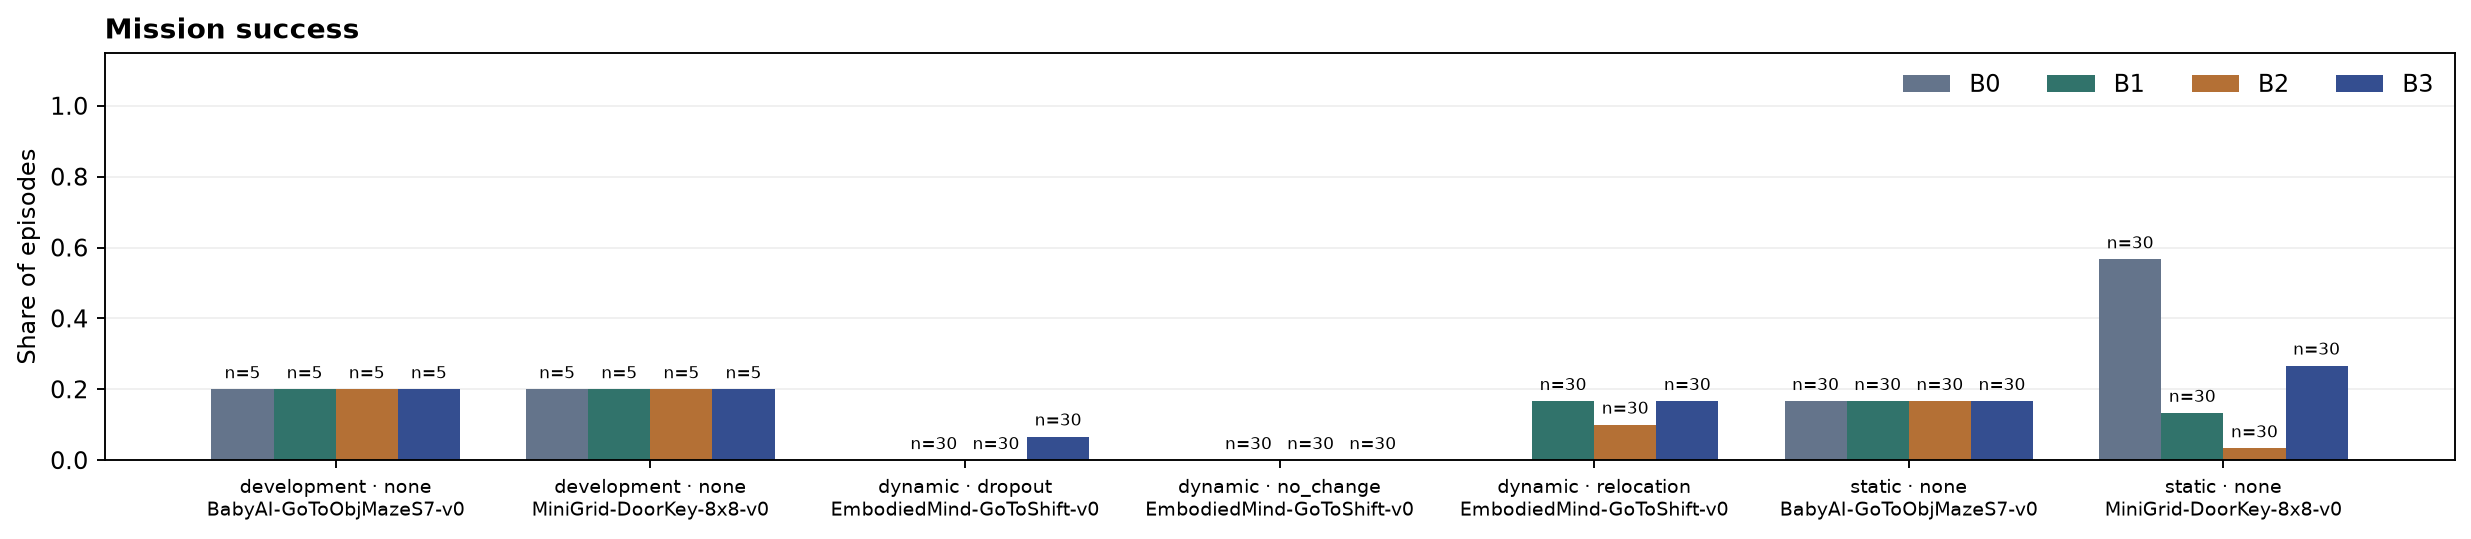 Mission success
B0 B1 B2 B3
Share of episodes
1.0
0.8
0.6
0.4
0.2
0.0
n=5 n=5 n=5 n=5
n=5 n=5 n=5 n=5
n=30 n=30 n=30
n=30 n=30 n=30
n=30 n=30 n=30
n=30 n=30 n=30 n=30
n=30 n=30 n=30 n=30
development · none
BabyAI-GoToObjMazeS7-v0
development · none
MiniGrid-DoorKey-8x8-v0
dynamic · dropout
EmbodiedMind-GoToShift-v0
dynamic · no_change
EmbodiedMind-GoToShift-v0
dynamic · relocation
EmbodiedMind-GoToShift-v0
static · none
BabyAI-GoToObjMazeS7-v0
static · none
MiniGrid-DoorKey-8x8-v0